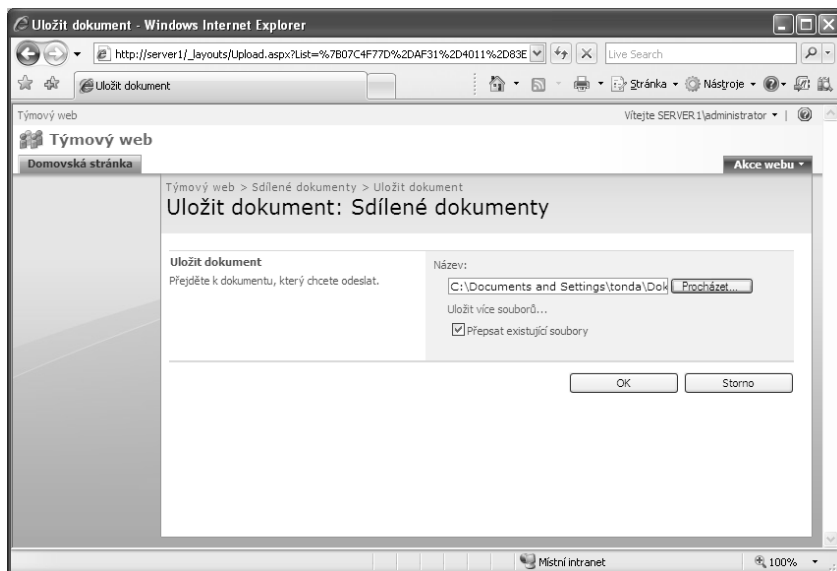 Uložit dokument - Windows Internet Explorer
http://server1/_layouts/Upload.aspx?List=%7B07C4F77D%2DAF31%2D4011%2D83E
Live Search
Uložit dokument
Stránka
Nástroje
Týmový web
Vítejte SERVER1\administrator
Týmový web
Domovská stránka
Akce webu
Týmový web > Sdílené dokumenty > Uložit dokument
Uložit dokument: Sdílené dokumenty
Uložit dokument
Přejděte k dokumentu, který chcete odeslat.
Název:
C:\Documents and Settings\tonda\Dok
Procházet...
Uložit více souborů...
Přepsat existující soubory
OK
Storno
Místní intranet
100%